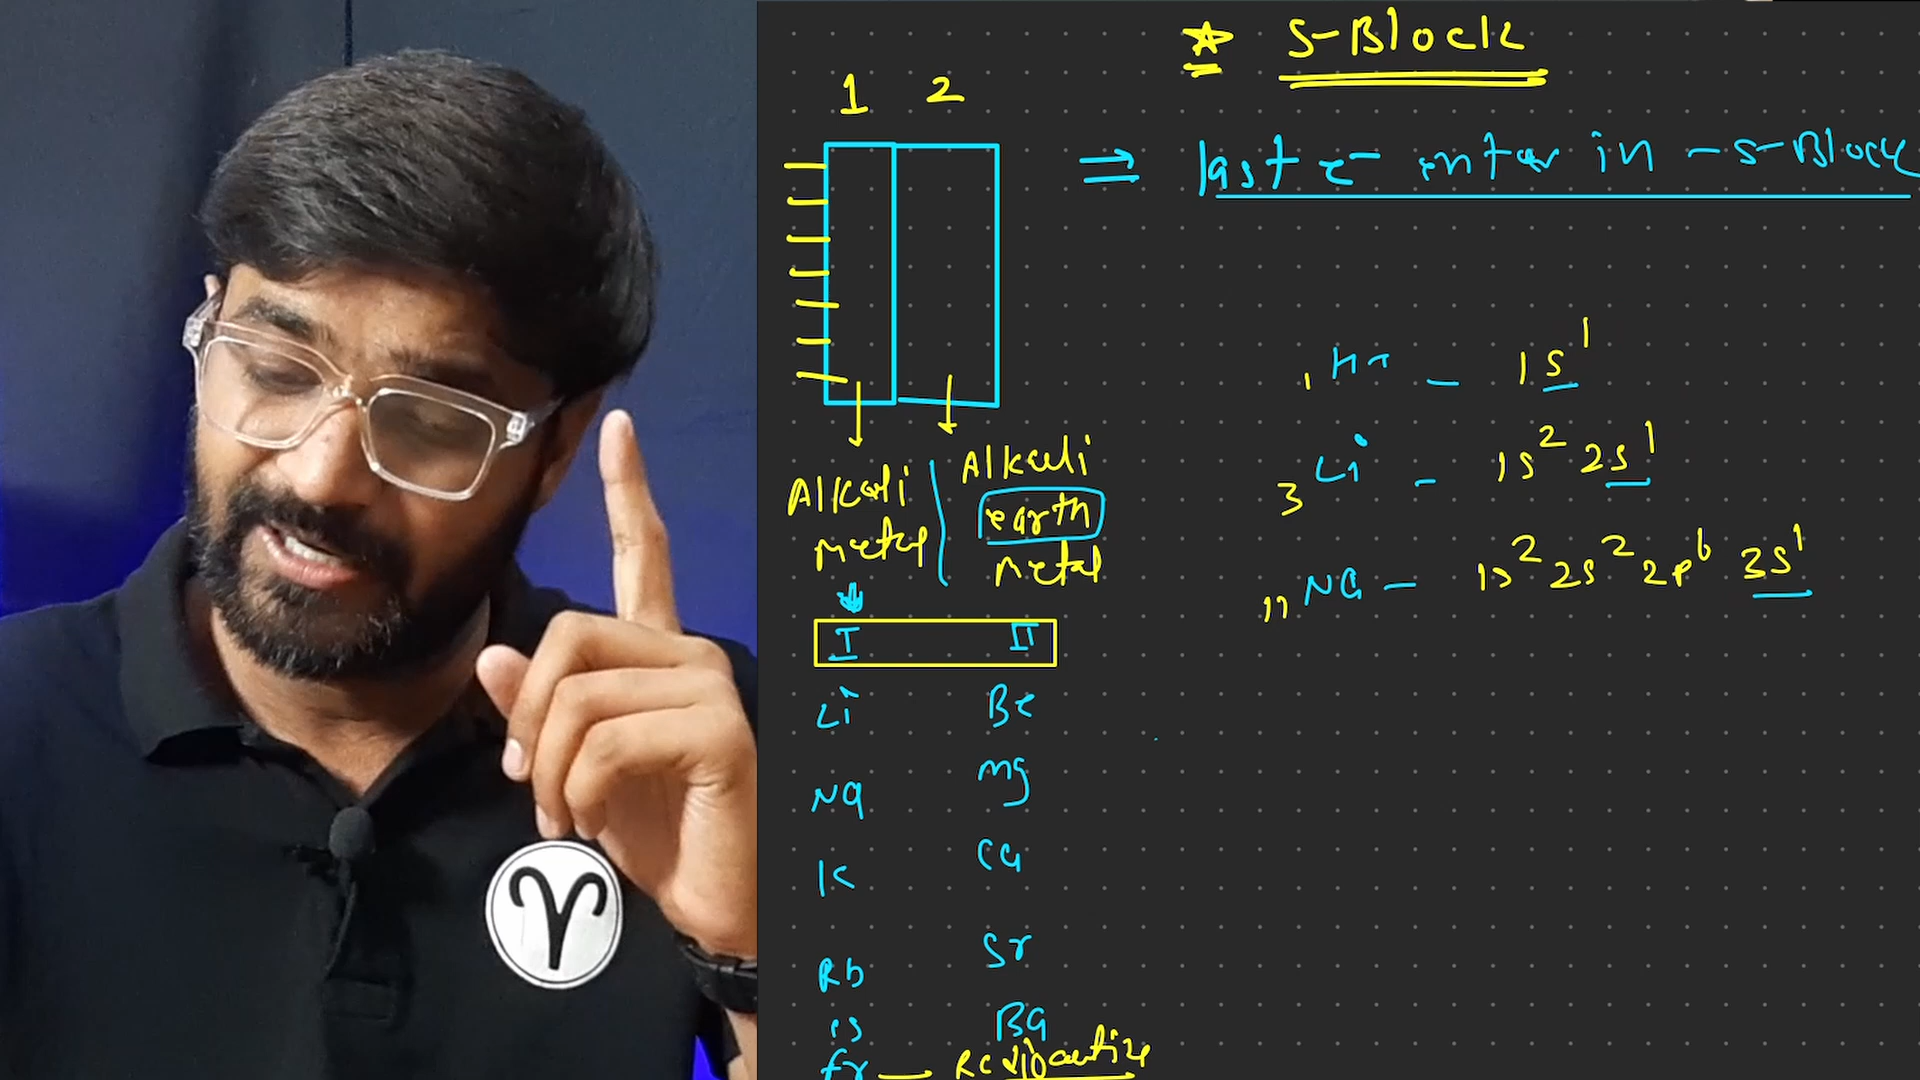 S-Block
1 2
⇒ last e⁻ enter in -s-Block
₁H - 1s¹
₃Li - 1s² 2s¹
₁₁Na - 1s² 2s² 2p⁶ 3s¹
Alkali metal
Alkali earth metal
I II
Li Be
Na Mg
K Ca
Rb Sr
Cs Ba
Fr — Radioactive